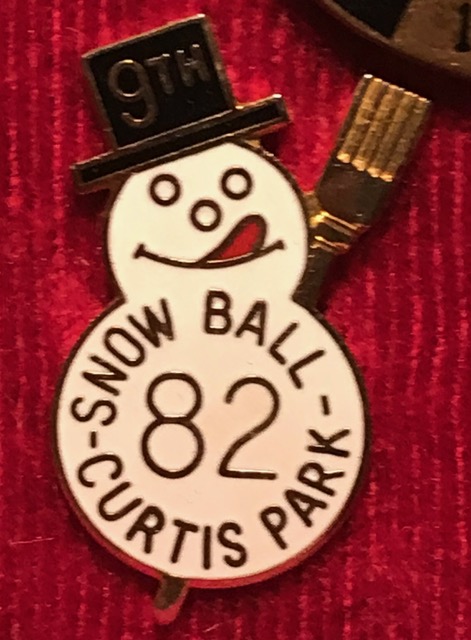 9TH
SNOW BALL
82
-CURTIS PARK-